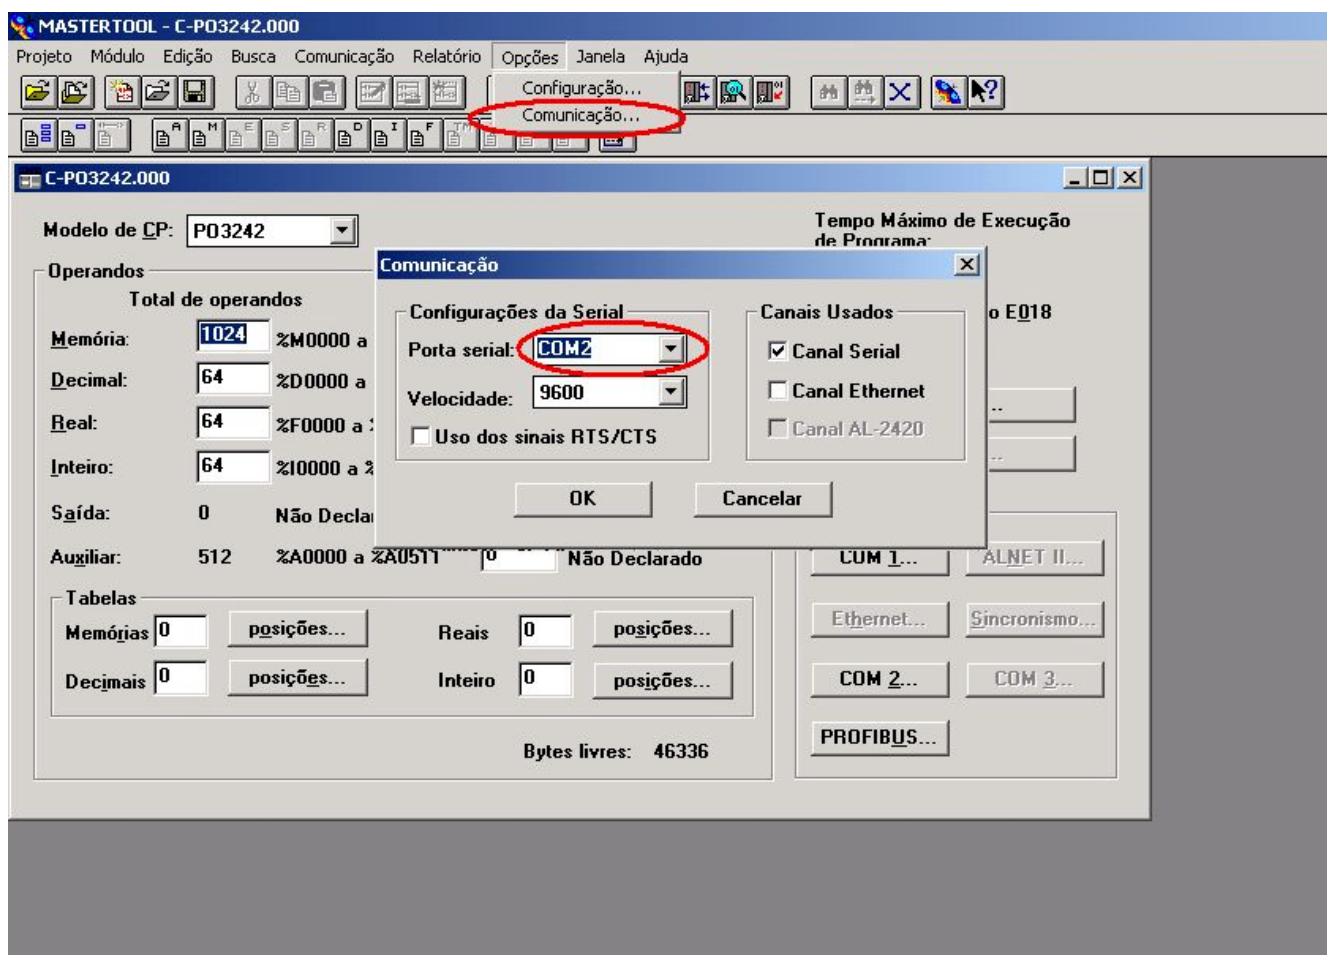 MASTERTOOL - C-PO3242.000
Projeto Módulo Edição Busca Comunicação Relatório Opções Janela Ajuda
Configuração...
Comunicação...
A M E S R D I F TM
C-PO3242.000
Modelo de CP: PO3242
Tempo Máximo de Execução
de Programa:
Operandos
Total de operandos
Memória: 1024 %M0000 a
Decimal: 64 %D0000 a
Real: 64 %F0000 a
Inteiro: 64 %I0000 a %
Saída: 0 Não Decla
Auxiliar: 512 %A0000 a %A0511 0 Não Declarado
o E018
Comunicação
Configurações da Serial
Porta serial: COM2
Velocidade: 9600
Uso dos sinais RTS/CTS
Canais Usados
Canal Serial
Canal Ethernet
Canal AL-2420
OK Cancelar
Tabelas
Memórias 0 posições... Reais 0 posições...
Decimais 0 posições... Inteiro 0 posições...
Bytes livres: 46336
COM 1... ALNET II...
Ethernet... Sincronismo...
COM 2... COM 3...
PROFIBUS...